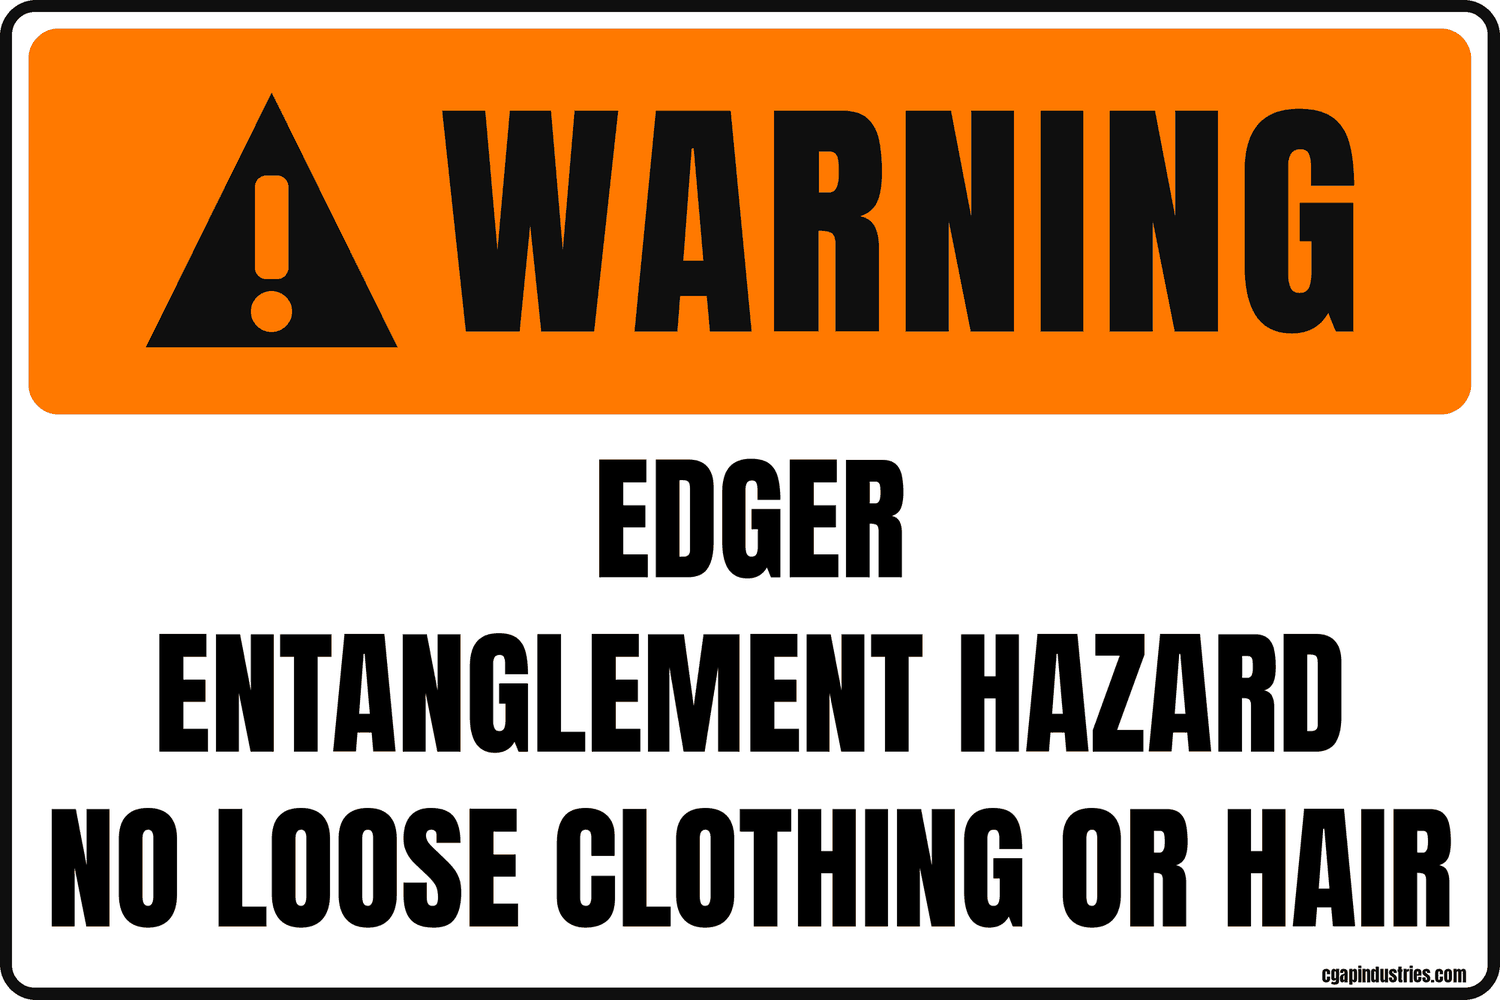 WARNING
EDGER
ENTANGLEMENT HAZARD
NO LOOSE CLOTHING OR HAIR
cgapindustries.com